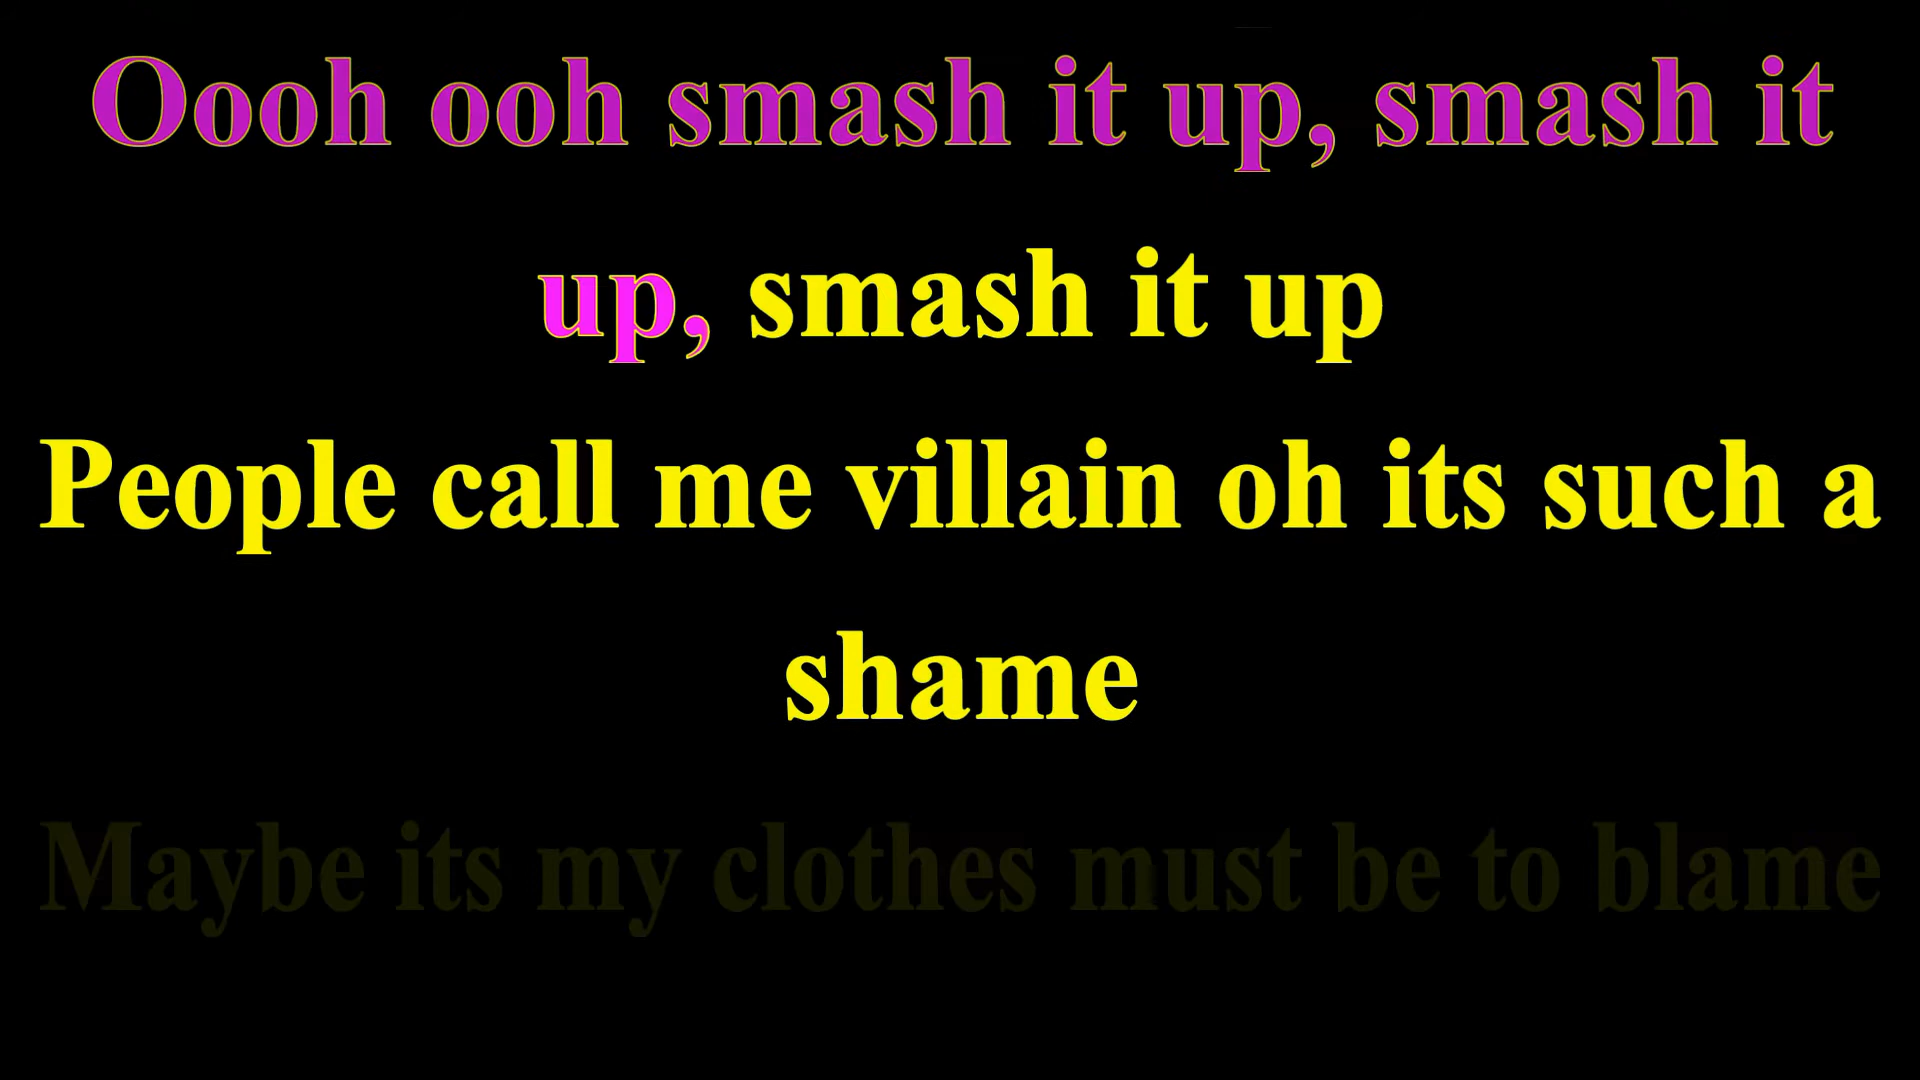 Oooh ooh smash it up, smash it
up, smash it up
People call me villain oh its such a
shame
Maybe its my clothes must be to blame